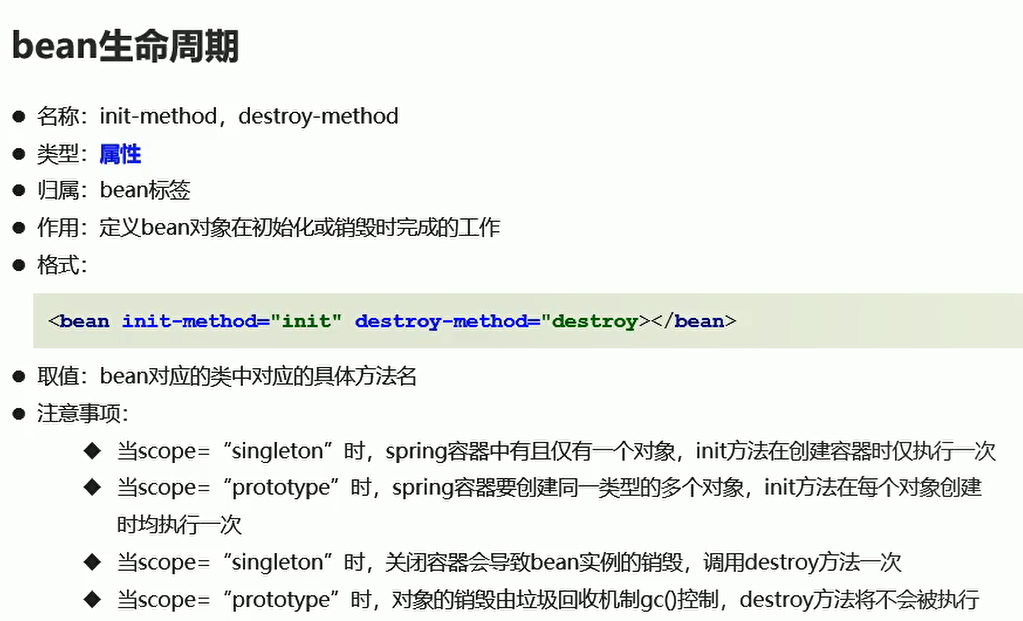 bean生命周期
● 名称：init-method，destroy-method
● 类型：属性
● 归属：bean标签
● 作用：定义bean对象在初始化或销毁时完成的工作
● 格式：
<bean init-method="init" destroy-method="destroy></bean>
● 取值：bean对应的类中对应的具体方法名
● 注意事项：
◆ 当scope=“singleton”时，spring容器中有且仅有一个对象，init方法在创建容器时仅执行一次
◆ 当scope=“prototype”时，spring容器要创建同一类型的多个对象，init方法在每个对象创建
时均执行一次
◆ 当scope=“singleton”时，关闭容器会导致bean实例的销毁，调用destroy方法一次
◆ 当scope=“prototype”时，对象的销毁由垃圾回收机制gc()控制，destroy方法将不会被执行